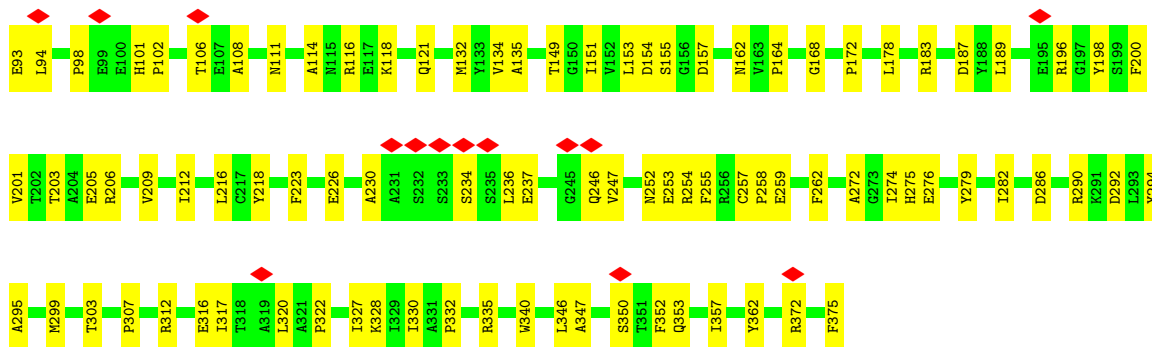 E93 L94 P98 E99 E100 H101 P102 T106 E107 A108 N111 A114 N115 R116 E117 K118 Q121 M132 Y133 V134 A135 T149 G150 I151 V152 L153 D154 S155 G156 D157 N162 V163 P164 G168 P172 L178 R183 D187 Y188 L189 E195 R196 G197 Y198 S199 F200
V201 T202 T203 A204 E205 R206 V209 I212 L216 C217 Y218 F223 E226 A230 A231 S232 S233 S234 S235 L236 E237 G245 Q246 V247 N252 E253 R254 F255 R256 C257 P258 E259 F262 A272 G273 I274 H275 E276 Y279 I282 D286 R290 K291 D292 L293
A295 M299 T303 P307 R312 E316 I317 T318 A319 L320 A321 P322 I327 K328 I329 I330 A331 P332 R335 W340 L346 A347 S350 T351 F352 Q353 I357 Y362 R372 F375